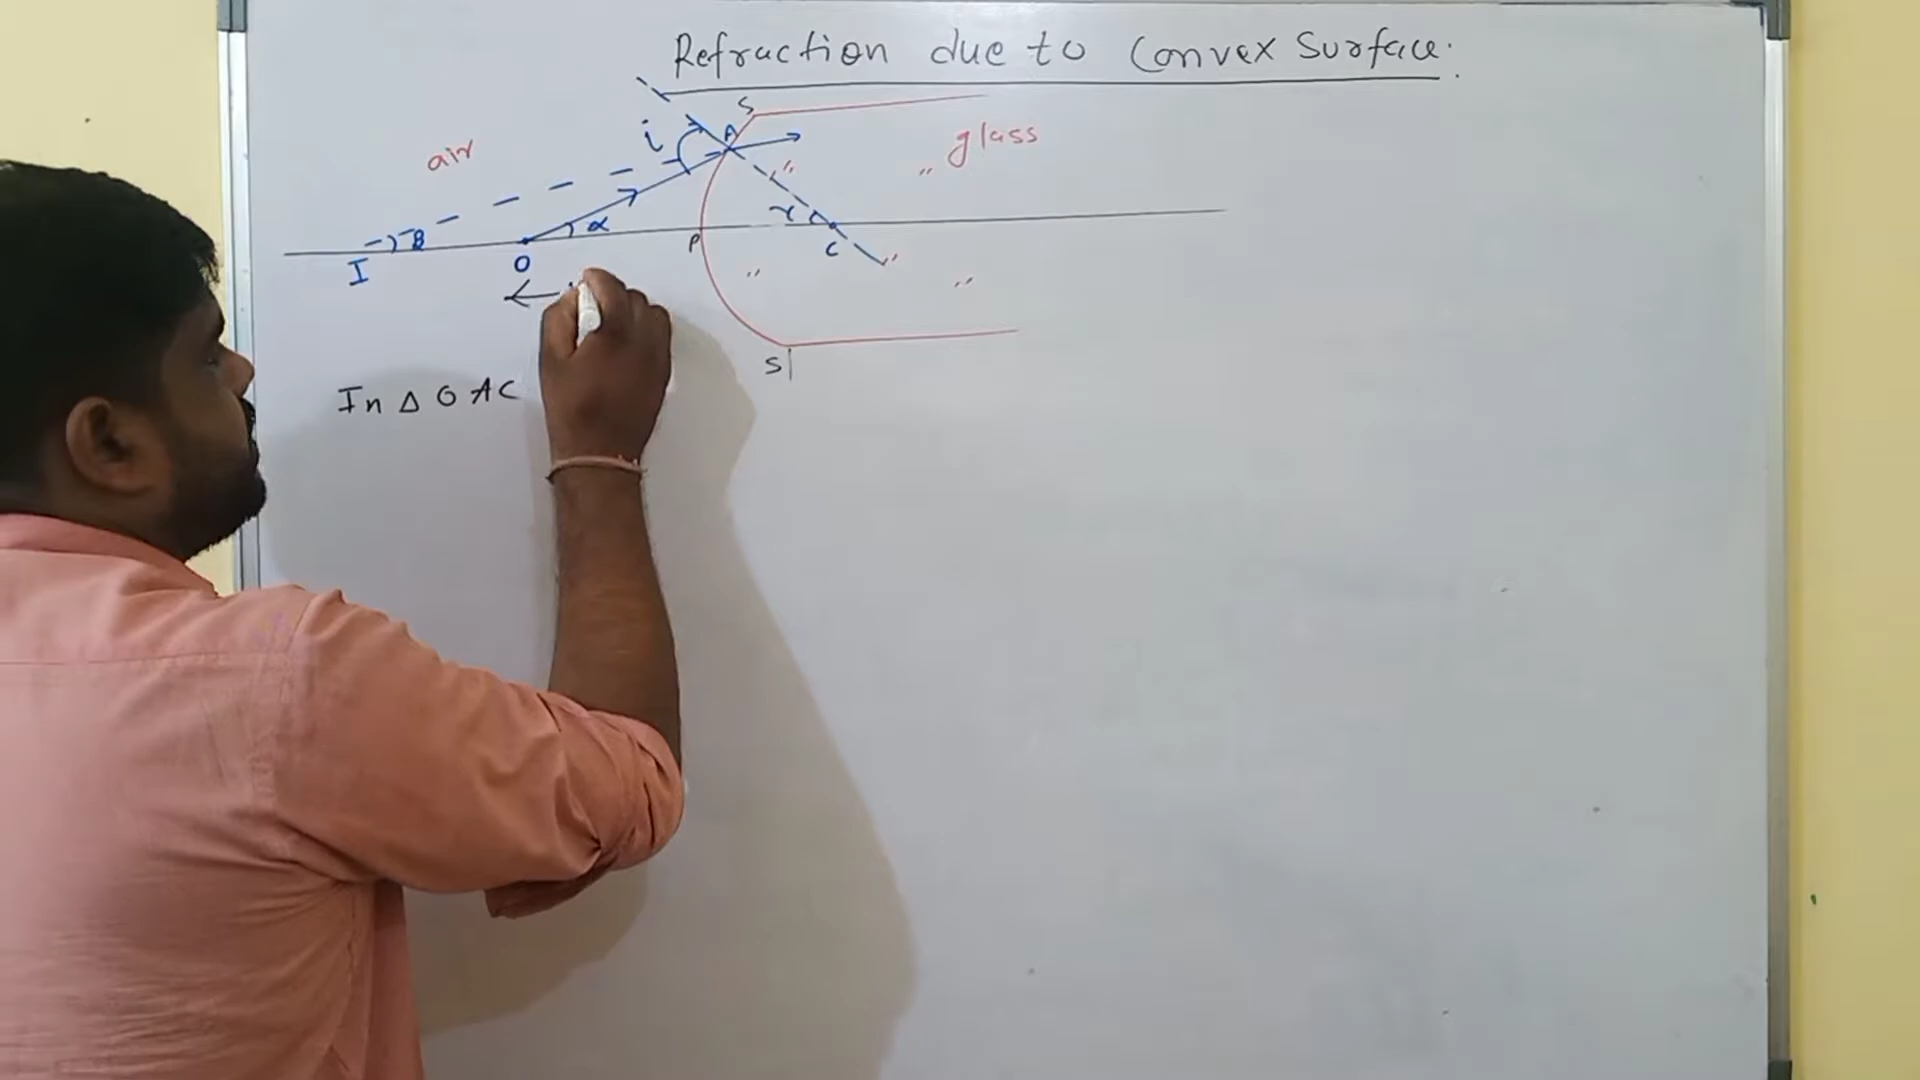 Refraction due to Convex Surface.
S
A
i
air
glass
γ
α
β
P
C
O
I
S|
In Δ OAC